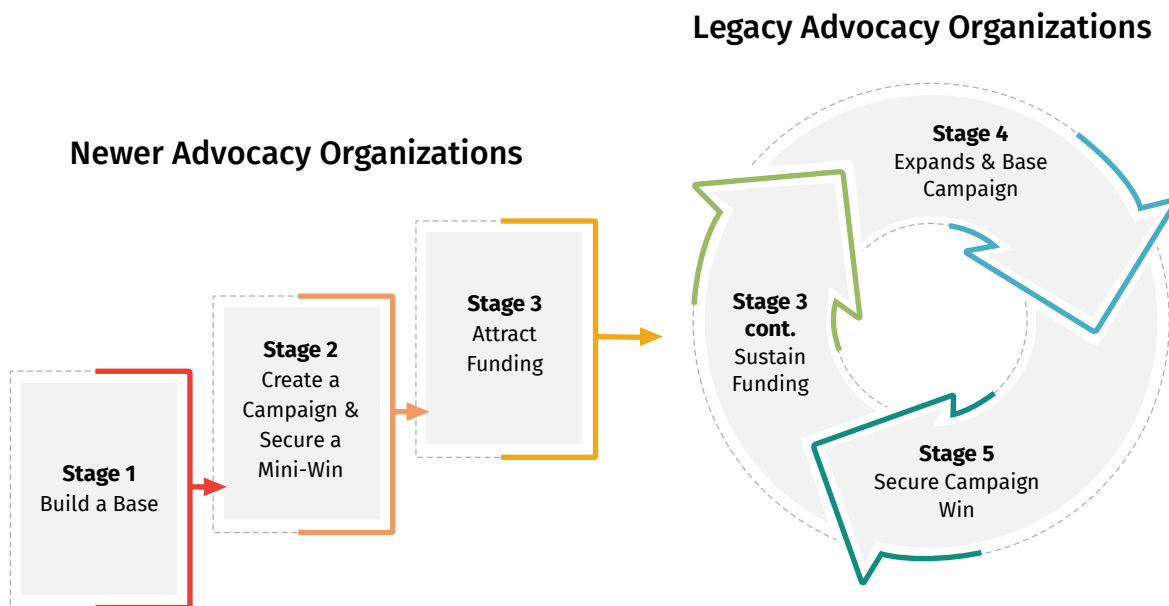 Legacy Advocacy Organizations
Newer Advocacy Organizations
Stage 1
Build a Base
Stage 2
Create a
Campaign &
Secure a
Mini-Win
Stage 3
Attract
Funding
Stage 3
cont.
Sustain
Funding
Stage 4
Expands & Base
Campaign
Stage 5
Secure Campaign
Win